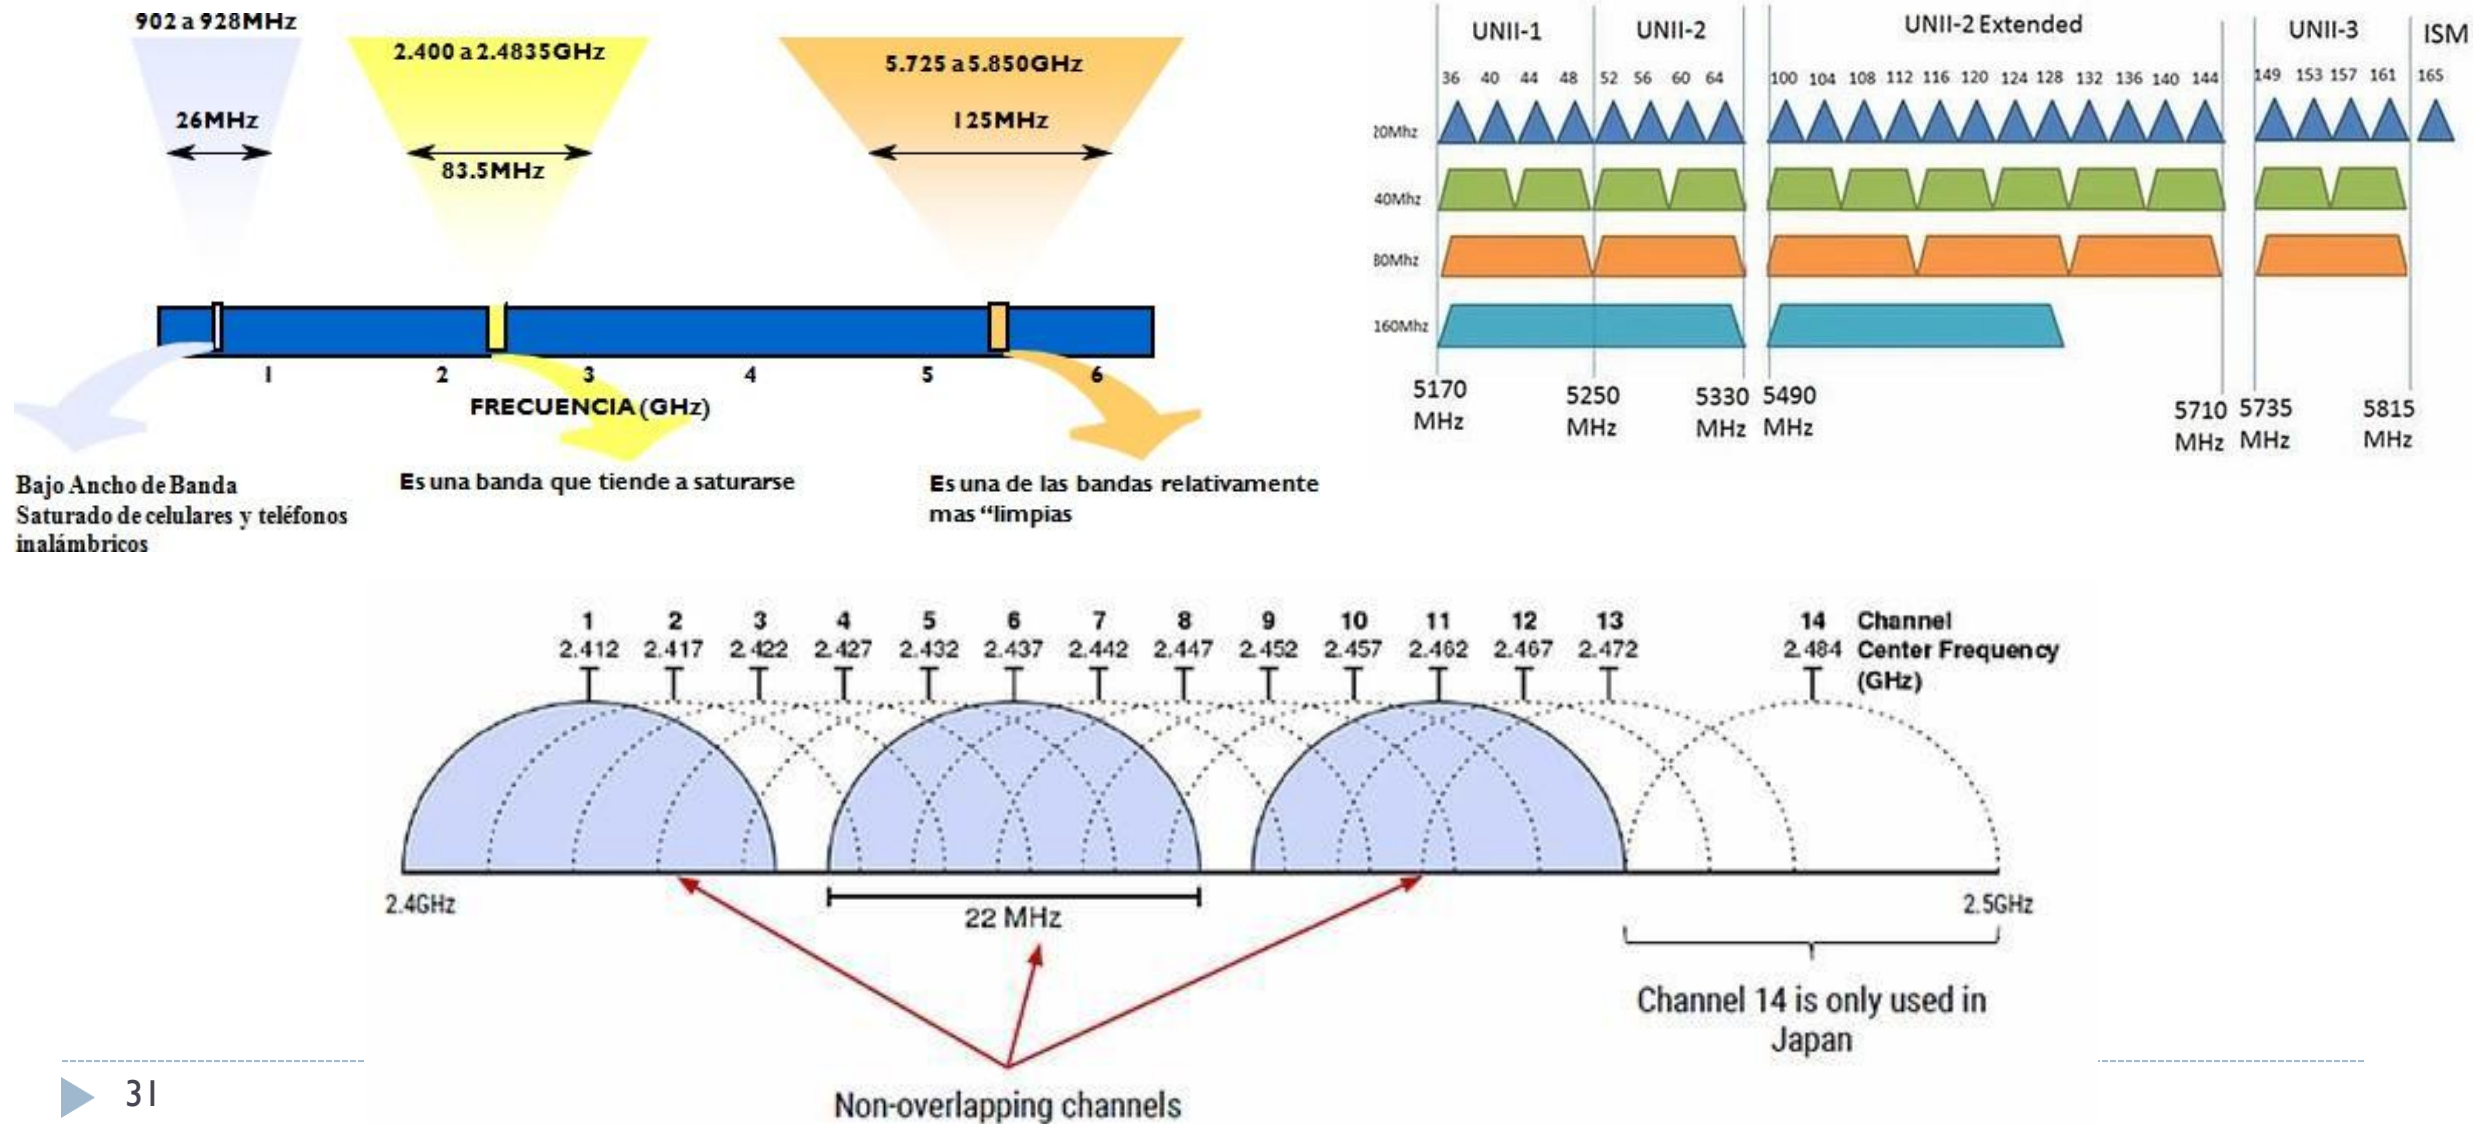 902 a 928MHz
2.400 a 2.4835GHz
5.725 a 5.850GHz
26MHz
83.5MHz
125MHz
1 2 3 4 5 6
FRECUENCIA (GHz)
Bajo Ancho de Banda
Saturado de celulares y teléfonos
inalámbricos
Es una banda que tiende a saturarse
Es una de las bandas relativamente
mas “limpias
UNII-1 UNII-2 UNII-2 Extended UNII-3 ISM
36 40 44 48 52 56 60 64 100 104 108 112 116 120 124 128 132 136 140 144 149 153 157 161 165
20Mhz
40Mhz
80Mhz
160Mhz
5170 5250 5330 5490 5710 5735 5815
MHz MHz MHz MHz MHz MHz MHz
1 2 3 4 5 6 7 8 9 10 11 12 13 14 Channel
2.412 2.417 2.422 2.427 2.432 2.437 2.442 2.447 2.452 2.457 2.462 2.467 2.472 2.484 Center Frequency
(GHz)
2.4GHz 2.5GHz
22 MHz
Channel 14 is only used in
Japan
Non-overlapping channels
31